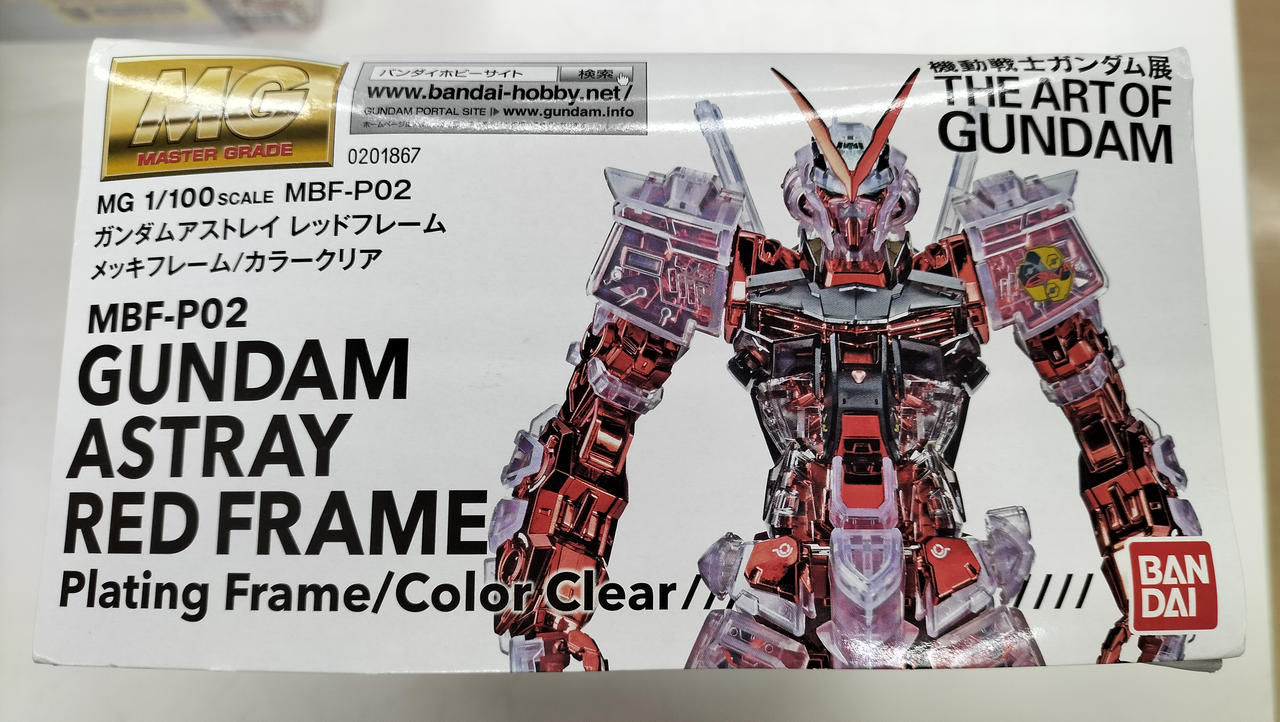 MG
MASTER GRADE
バンダイホビーサイト 検索
www.bandai-hobby.net/
GUNDAM PORTAL SITE www.gundam.info
0201867
機動戦士ガンダム展
THE ART OF
GUNDAM
MG 1/100 SCALE MBF-P02
ガンダムアストレイ レッドフレーム
メッキフレーム/カラークリア
MBF-P02
GUNDAM
ASTRAY
RED FRAME
Plating Frame/Color Clear///
////
BAN
DAI